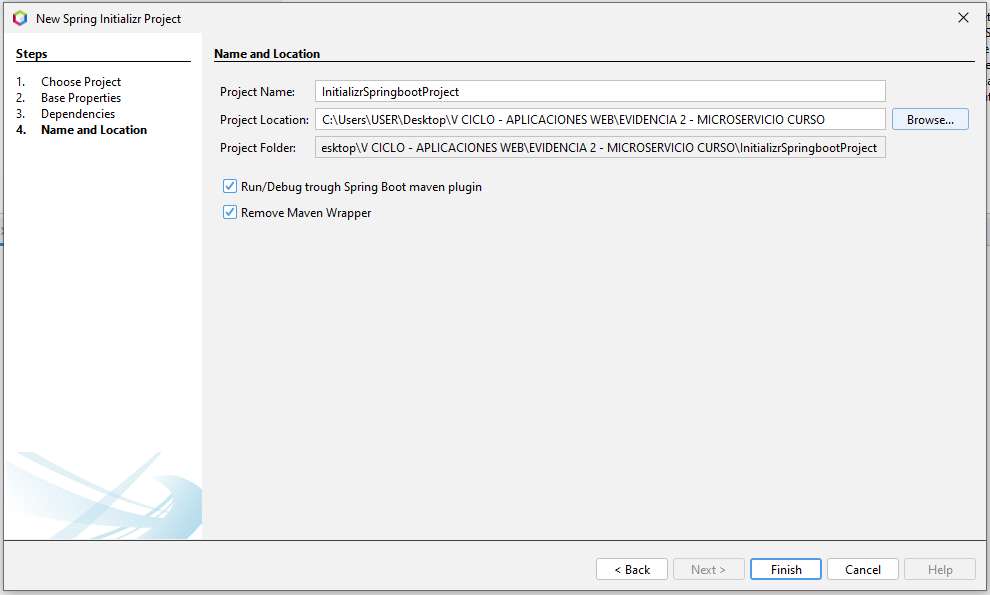 New Spring Initializr Project
Steps
1. Choose Project
2. Base Properties
3. Dependencies
4. Name and Location
Name and Location
Project Name: InitializrSpringbootProject
Project Location: C:\Users\USER\Desktop\V CICLO - APLICACIONES WEB\EVIDENCIA 2 - MICROSERVICIO CURSO Browse...
Project Folder: esktop\V CICLO - APLICACIONES WEB\EVIDENCIA 2 - MICROSERVICIO CURSO\InitializrSpringbootProject
Run/Debug trough Spring Boot maven plugin
Remove Maven Wrapper
< Back Next > Finish Cancel Help